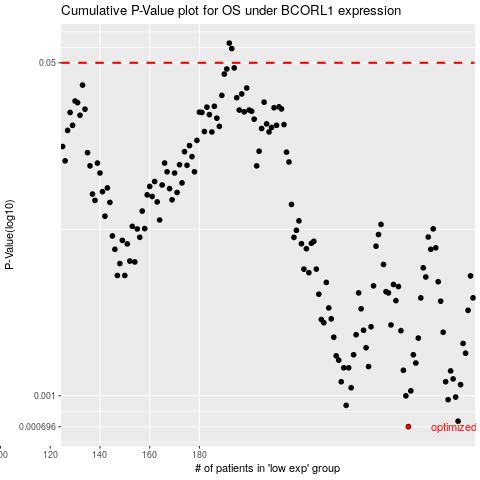 Cumulative P-Value plot for OS under BCORL1 expression
0.05
P-Value(log10)
0.001
0.000696
optimized
00 120 140 160 180
# of patients in 'low exp' group